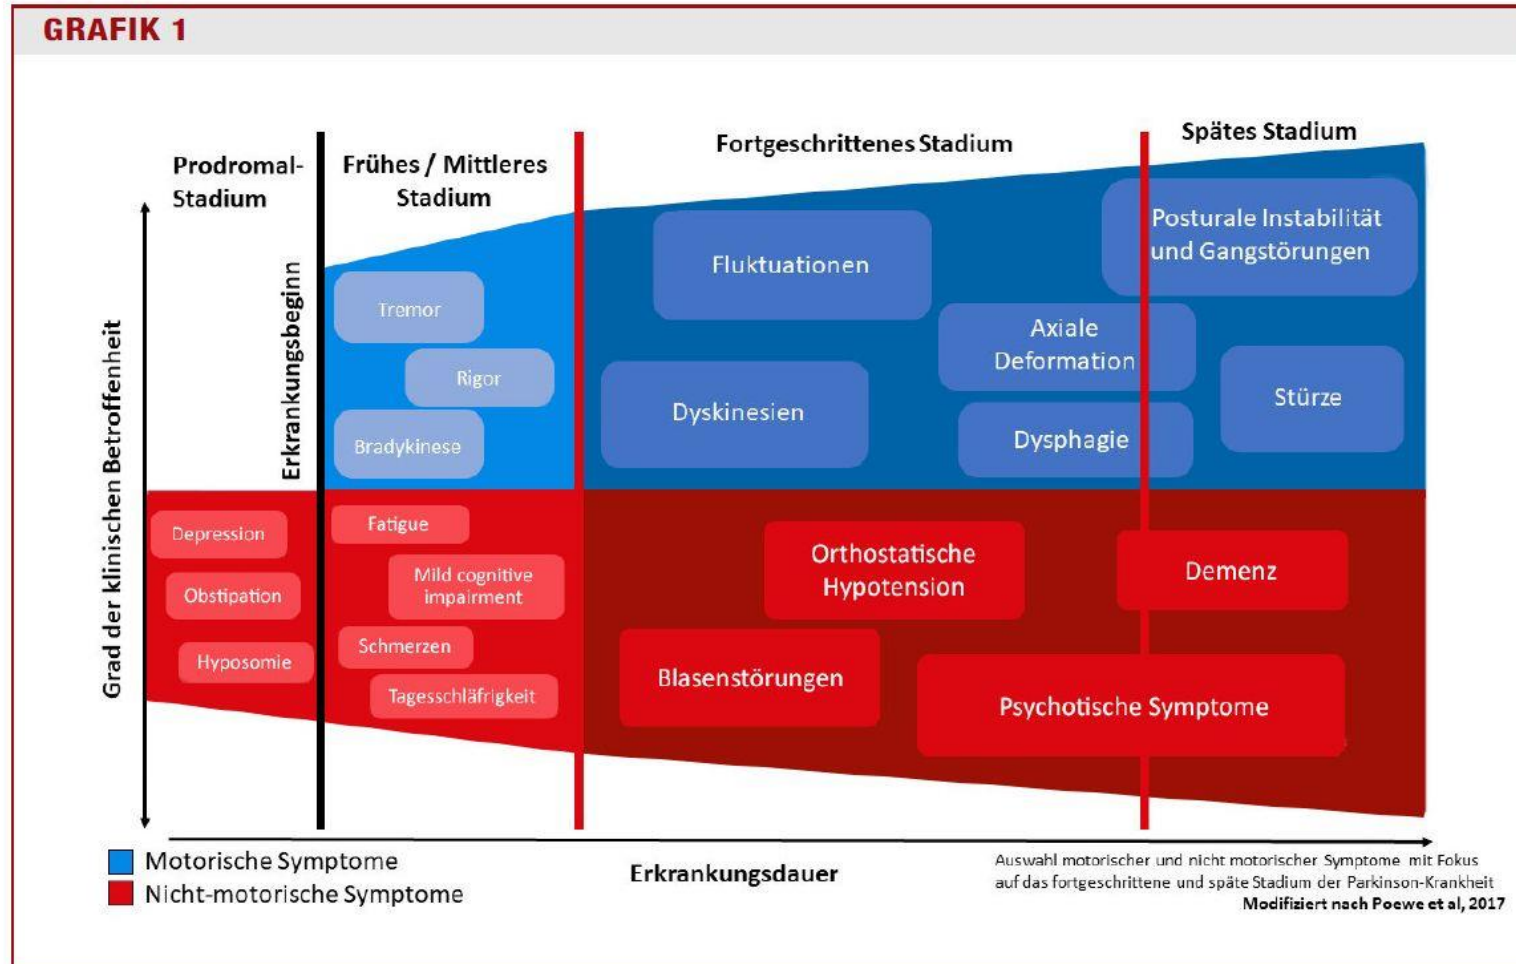 GRAFIK 1
Prodromal-
Stadium
Frühes / Mittleres
Stadium
Fortgeschrittenes Stadium
Spätes Stadium
Grad der klinischen Betroffenheit
Erkrankungsbeginn
Tremor
Rigor
Bradykinese
Fluktuationen
Dyskinesien
Posturale Instabilität
und Gangstörungen
Axiale
Deformation
Dysphagie
Stürze
Depression
Obstipation
Hyposomie
Fatigue
Mild cognitive
impairment
Schmerzen
Tagesschläfrigkeit
Orthostatische
Hypotension
Blasenstörungen
Demenz
Psychotische Symptome
Motorische Symptome
Nicht-motorische Symptome
Erkrankungsdauer
Auswahl motorischer und nicht motorischer Symptome mit Fokus
auf das fortgeschrittene und späte Stadium der Parkinson-Krankheit
Modifiziert nach Poewe et al, 2017